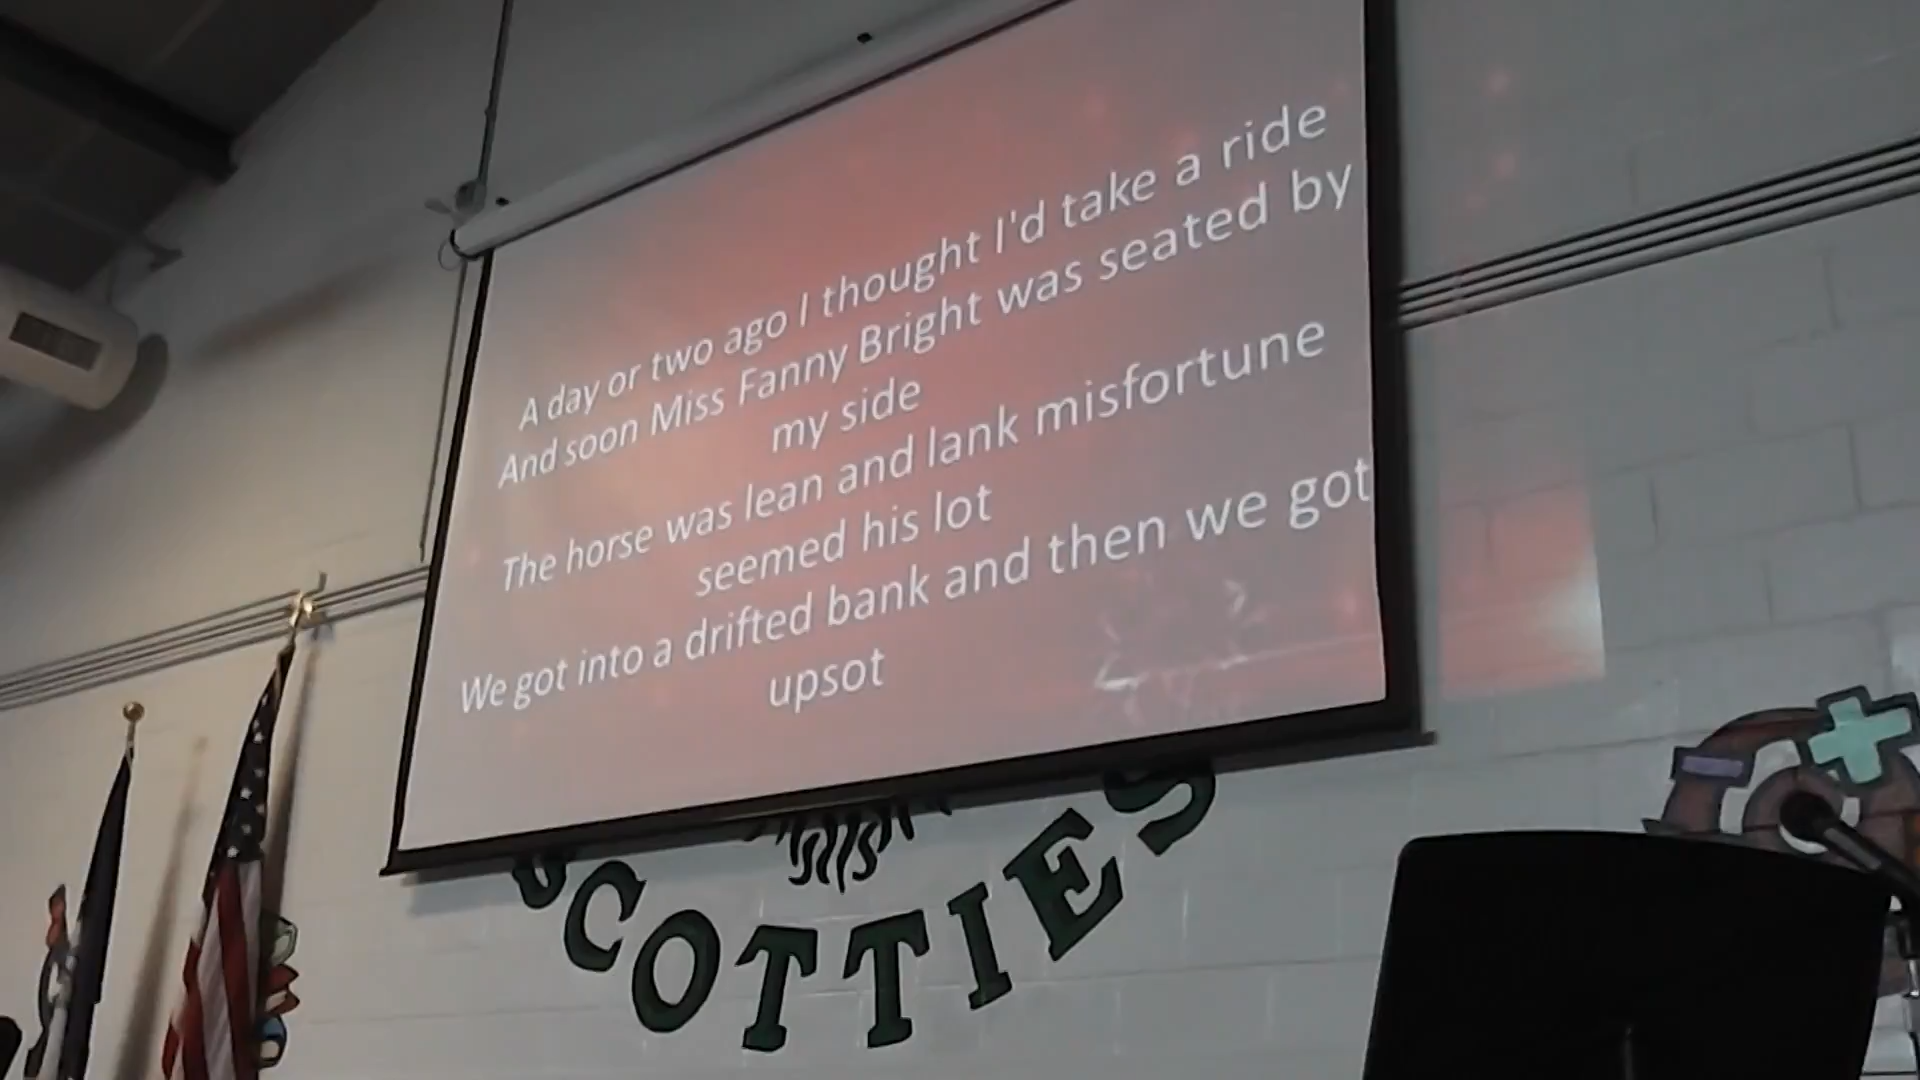 A day or two ago I thought I'd take a ride
And soon Miss Fanny Bright was seated by
my side
The horse was lean and lank misfortune
seemed his lot
We got into a drifted bank and then we got
upsot
SCOTTIES